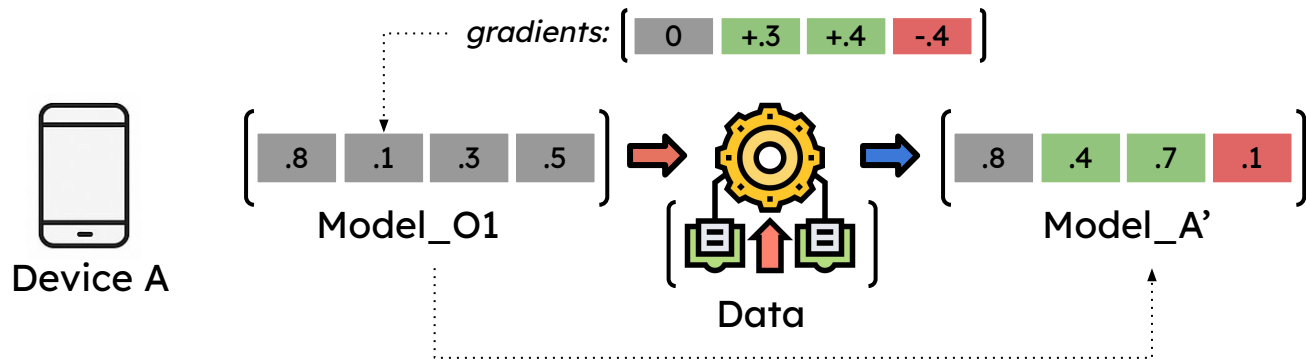 gradients: 0 +.3 +.4 -.4
.8 .1 .3 .5
.8 .4 .7 .1
Model_O1
Model_A’
Device A
Data